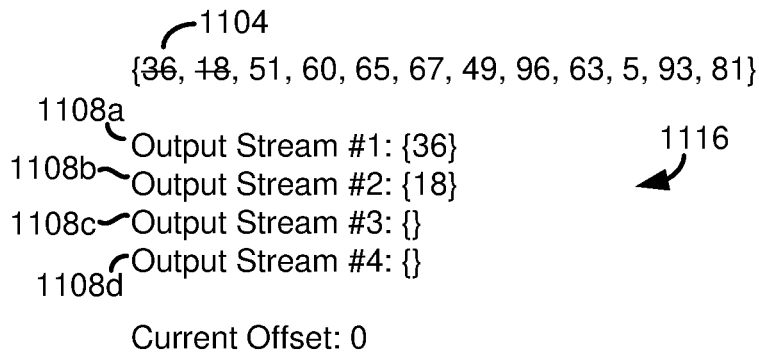 1104
{36, 18, 51, 60, 65, 67, 49, 96, 63, 5, 93, 81}
1108a
Output Stream #1: {36}
1116
1108b
Output Stream #2: {18}
1108c
Output Stream #3: {}
Output Stream #4: {}
1108d
Current Offset: 0